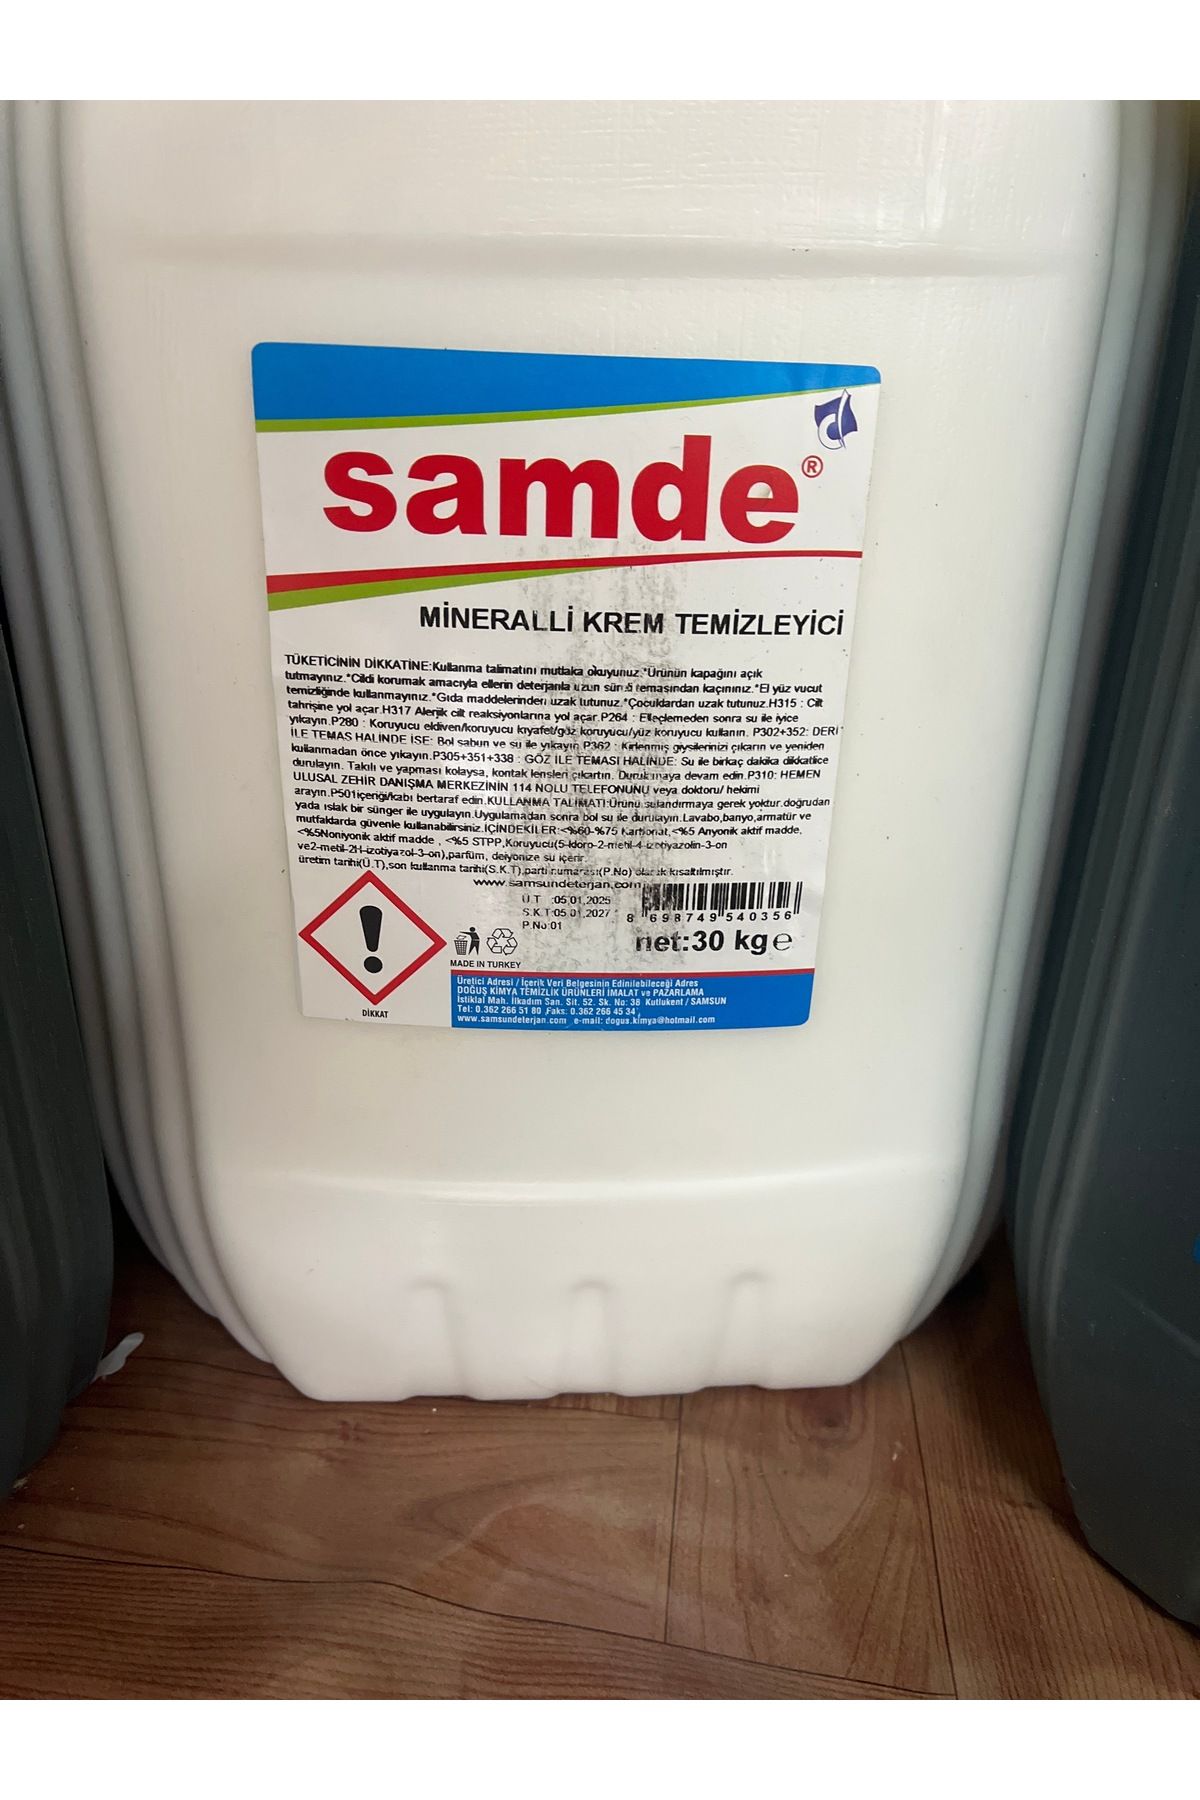 samde®
MİNERALLİ KREM TEMİZLEYİCİ
TÜKETİCİNİN DİKKATİNE:Kullanma talimatını mutlaka okuyunuz.*Ürünün kapağını açık
tutmayınız.*Cildi korumak amacıyla ellerin deterjanla uzun süreli temasından kaçınınız.*El yüz vucut
temizliğinde kullanmayınız.*Gıda maddelerinden uzak tutunuz.*Çocuklardan uzak tutunuz.H315 : Cilt
tahrişine yol açar.H317 Alerjik cilt reaksiyonlarına yol açar.P264 : Elleçlemeden sonra su ile iyice
yıkayın.P280 : Koruyucu eldiven/koruyucu kıyafet/göz koruyucu/yüz koruyucu kullanın. P302+352: DERİ
İLE TEMAS HALİNDE İSE: Bol sabun ve su ile yıkayın.P362 : Kirlenmiş giysilerinizi çıkarın ve yeniden
kullanmadan önce yıkayın.P305+351+338 : GÖZ İLE TEMASI HALİNDE: Su ile birkaç dakika dikkatlice
durulayın. Takılı ve yapması kolaysa, kontak lensleri çıkartın. Durulamaya devam edin.P310: HEMEN
ULUSAL ZEHİR DANIŞMA MERKEZİNİN 114 NOLU TELEFONUNU veya doktoru/ hekimi
arayın.P501içeriği/kabı bertaraf edin.KULLANMA TALİMATI:Ürünü sulandırmaya gerek yoktur.doğrudan
yada ıslak bir sünger ile uygulayın.Uygulamadan sonra bol su ile durulayın.Lavabo,banyo,armatür ve
mutfaklarda güvenle kullanabilirsiniz.İÇİNDEKİLER:<%60-%75 Karbonat,<%5 Anyonik aktif madde,
<%5Noniyonik aktif madde , <%5 STPP,Koruyucu(5-kloro-2-metil-4-izotiyazolin-3-on
ve2-metil-2H-izotiyazol-3-on),parfüm, deiyonize su içerir.
üretim tarihi(Ü.T),son kullanma tarihi(S.K.T),parti numarası(P.No) olarak kısaltılmıştır.
www.samsundeterjan.com
Ü.T :05.01.2025
S.K.T:05.01.2027
P.No:01
8 698749 540356
net:30 kg e
MADE IN TURKEY
DİKKAT
Üretici Adresi / İçerik Veri Belgesinin Edinilebileceği Adres
DOĞUŞ KİMYA TEMİZLİK ÜRÜNLERİ İMALAT ve PAZARLAMA
İstiklal Mah. İlkadım San. Sit. 52. Sk. No: 38 Kutlukent / SAMSUN
Tel: 0.362 266 51 80 Faks: 0.362 266 45 34
www.samsundeterjan.com e-mail: dogus.kimya@hotmail.com